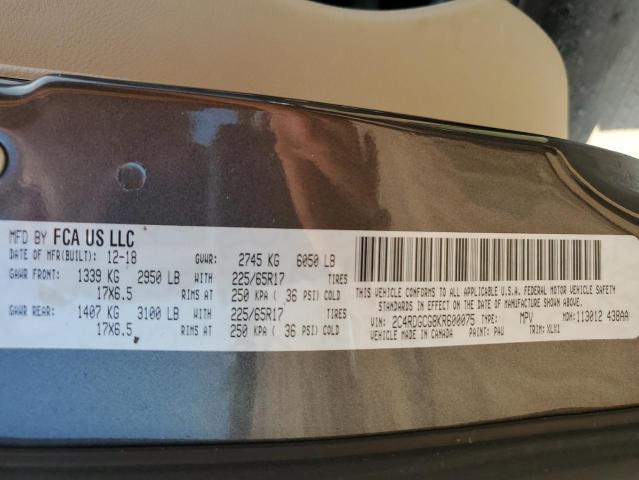 MFD BY FCA US LLC
DATE OF MFR(BUILT): 12-18 GVWR: 2745 KG 6050 LB
GAWR FRONT: 1339 KG 2950 LB WITH 225/65R17 TIRES
17X6.5 RIMS AT 250 KPA ( 36 PSI) COLD
GAWR REAR: 1407 KG 3100 LB WITH 225/65R17 TIRES
17X6.5 RIMS AT 250 KPA ( 36 PSI) COLD
THIS VEHICLE CONFORMS TO ALL APPLICABLE U.S.A. FEDERAL MOTOR VEHICLE SAFETY
STANDARDS IN EFFECT ON THE DATE OF MANUFACTURE SHOWN ABOVE.
VIN: 2C4RDGCGBKR600075 TYPE: MPV MDH: 113012 438AA
VEHICLE MADE IN CANADA PAINT: PAU TRIM: XLX1